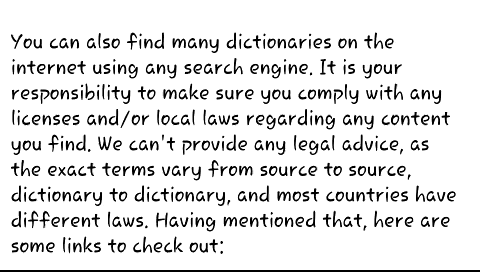 You can also find many dictionaries on the
internet using any search engine. It is your
responsibility to make sure you comply with any
licenses and/or local laws regarding any content
you find. We can't provide any legal advice, as
the exact terms vary from source to source,
dictionary to dictionary, and most countries have
different laws. Having mentioned that, here are
some links to check out: